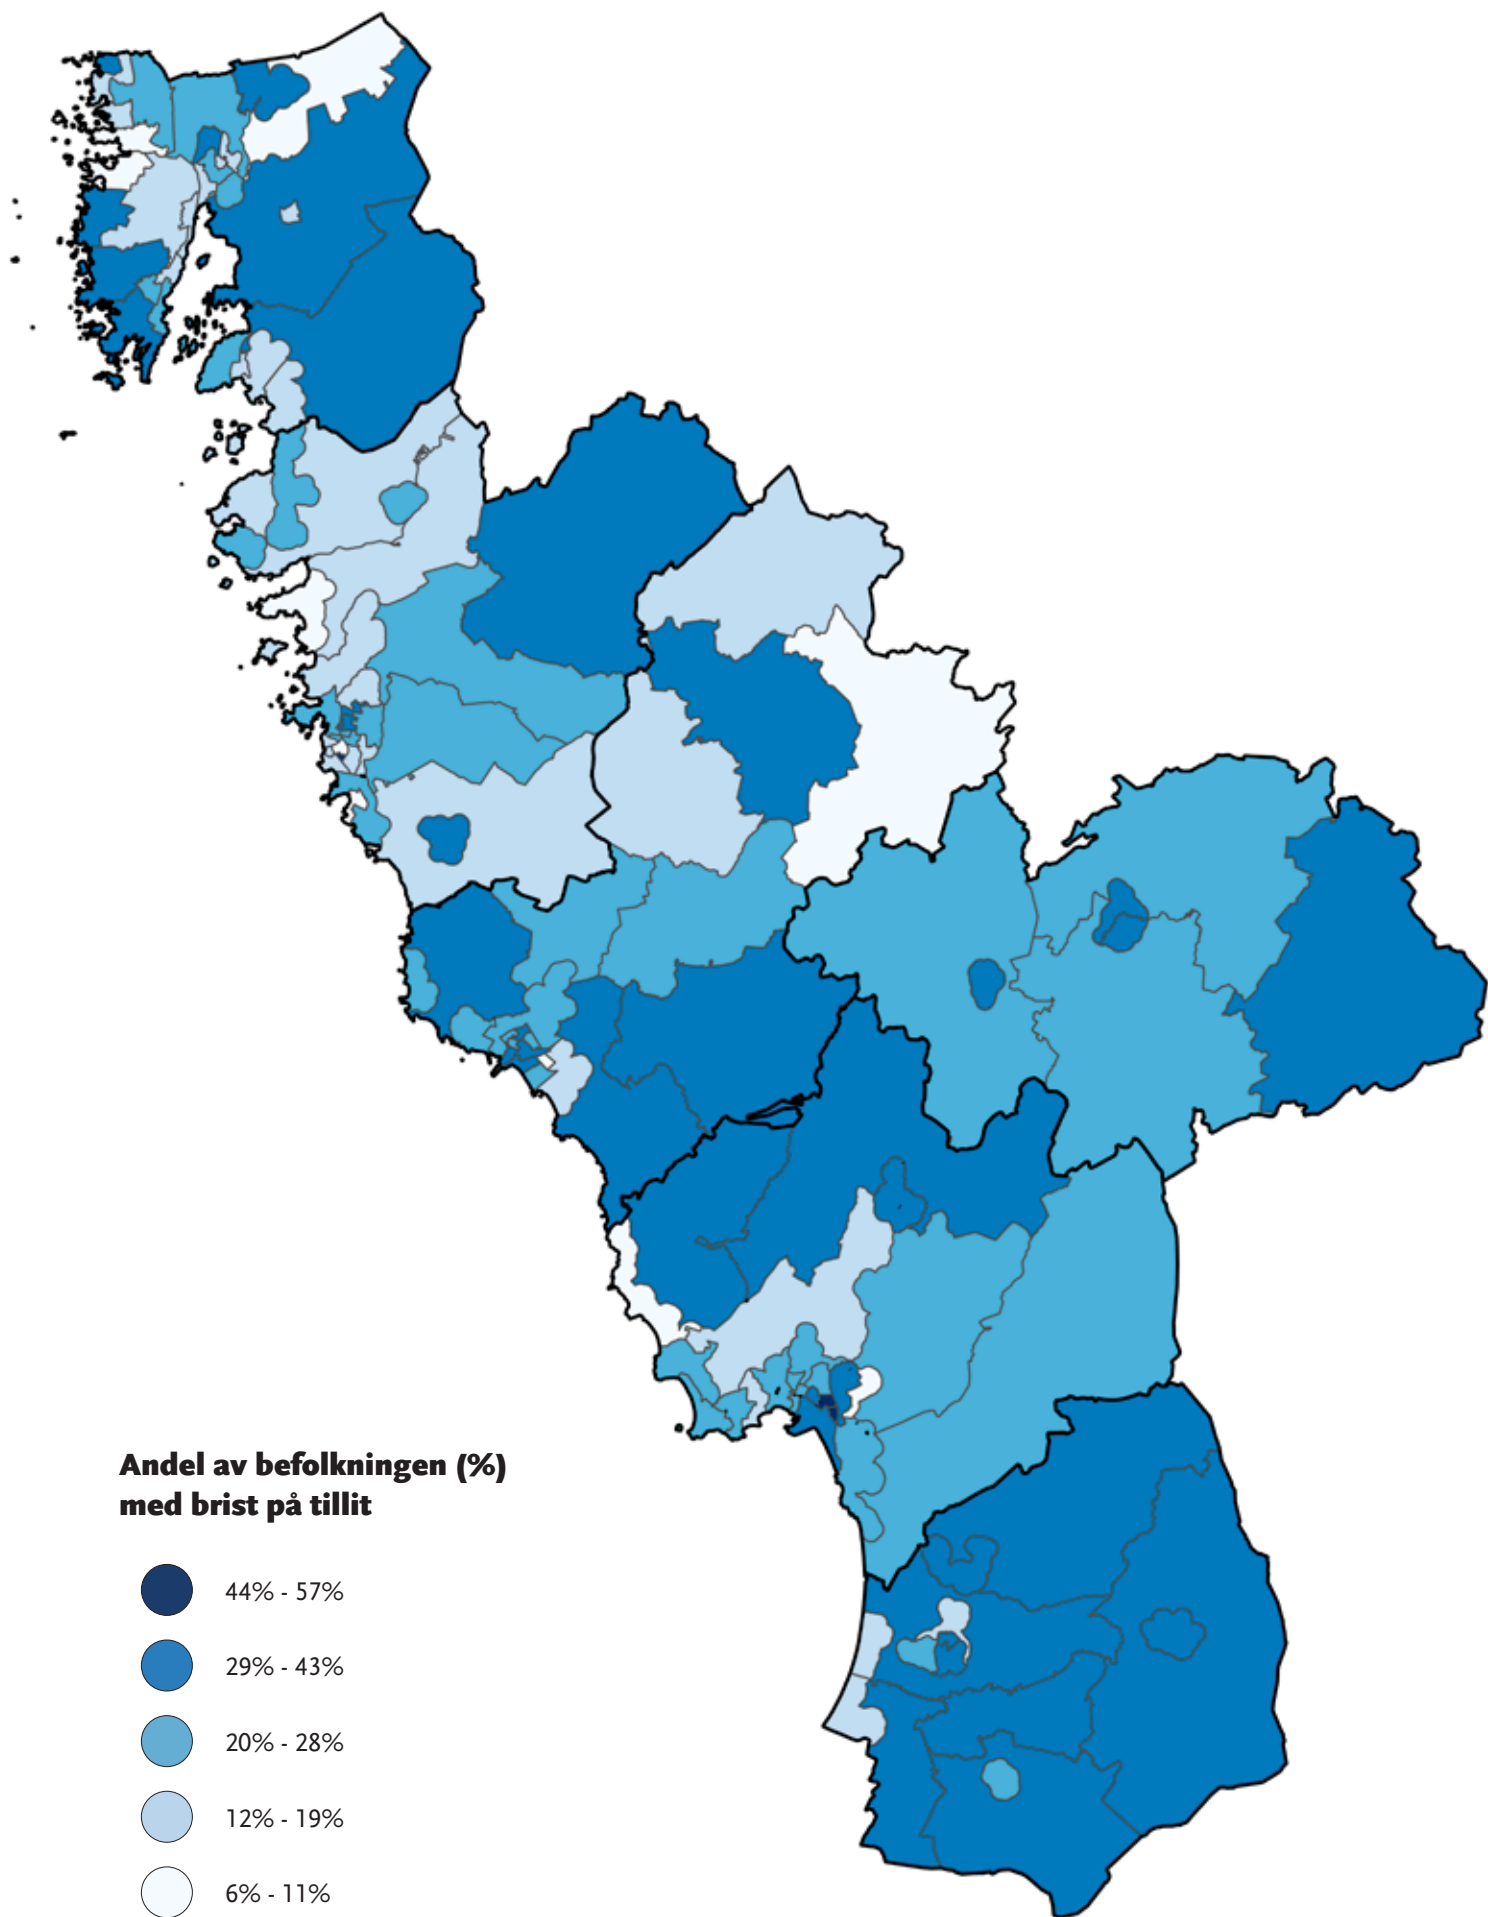 Andel av befolkningen (%)
med brist på tillit
44% - 57%
29% - 43%
20% - 28%
12% - 19%
6% - 11%